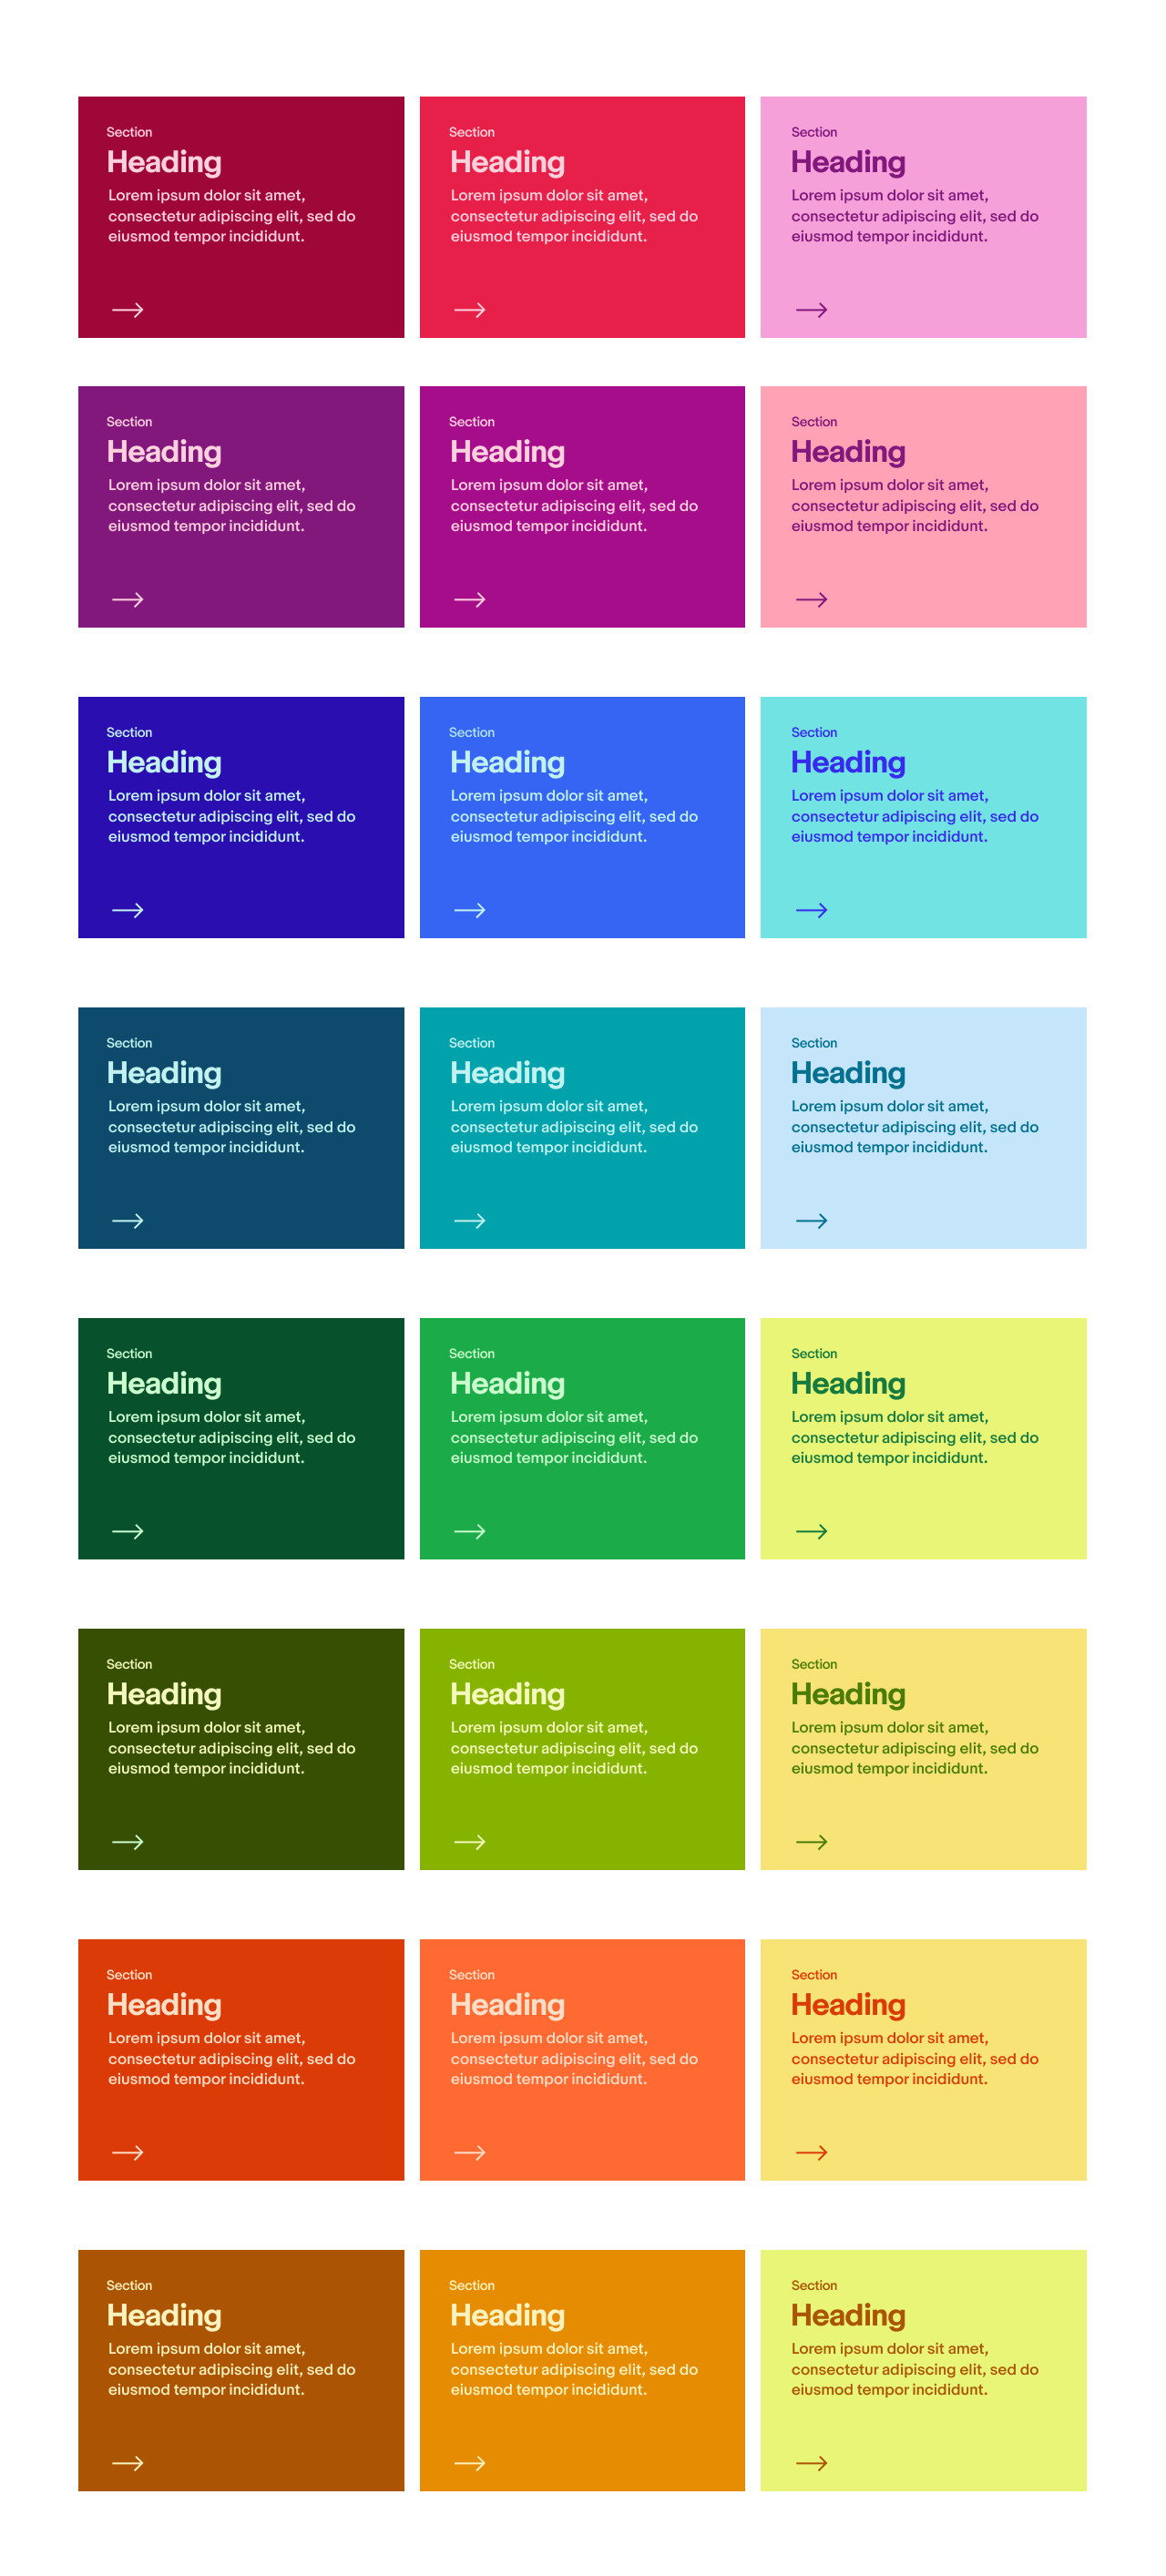 Section
Heading
Lorem ipsum dolor sit amet,
consectetur adipiscing elit, sed do
eiusmod tempor incididunt.
Section
Heading
Lorem ipsum dolor sit amet,
consectetur adipiscing elit, sed do
eiusmod tempor incididunt.
Section
Heading
Lorem ipsum dolor sit amet,
consectetur adipiscing elit, sed do
eiusmod tempor incididunt.
Section
Heading
Lorem ipsum dolor sit amet,
consectetur adipiscing elit, sed do
eiusmod tempor incididunt.
Section
Heading
Lorem ipsum dolor sit amet,
consectetur adipiscing elit, sed do
eiusmod tempor incididunt.
Section
Heading
Lorem ipsum dolor sit amet,
consectetur adipiscing elit, sed do
eiusmod tempor incididunt.
Section
Heading
Lorem ipsum dolor sit amet,
consectetur adipiscing elit, sed do
eiusmod tempor incididunt.
Section
Heading
Lorem ipsum dolor sit amet,
consectetur adipiscing elit, sed do
eiusmod tempor incididunt.
Section
Heading
Lorem ipsum dolor sit amet,
consectetur adipiscing elit, sed do
eiusmod tempor incididunt.
Section
Heading
Lorem ipsum dolor sit amet,
consectetur adipiscing elit, sed do
eiusmod tempor incididunt.
Section
Heading
Lorem ipsum dolor sit amet,
consectetur adipiscing elit, sed do
eiusmod tempor incididunt.
Section
Heading
Lorem ipsum dolor sit amet,
consectetur adipiscing elit, sed do
eiusmod tempor incididunt.
Section
Heading
Lorem ipsum dolor sit amet,
consectetur adipiscing elit, sed do
eiusmod tempor incididunt.
Section
Heading
Lorem ipsum dolor sit amet,
consectetur adipiscing elit, sed do
eiusmod tempor incididunt.
Section
Heading
Lorem ipsum dolor sit amet,
consectetur adipiscing elit, sed do
eiusmod tempor incididunt.
Section
Heading
Lorem ipsum dolor sit amet,
consectetur adipiscing elit, sed do
eiusmod tempor incididunt.
Section
Heading
Lorem ipsum dolor sit amet,
consectetur adipiscing elit, sed do
eiusmod tempor incididunt.
Section
Heading
Lorem ipsum dolor sit amet,
consectetur adipiscing elit, sed do
eiusmod tempor incididunt.
Section
Heading
Lorem ipsum dolor sit amet,
consectetur adipiscing elit, sed do
eiusmod tempor incididunt.
Section
Heading
Lorem ipsum dolor sit amet,
consectetur adipiscing elit, sed do
eiusmod tempor incididunt.
Section
Heading
Lorem ipsum dolor sit amet,
consectetur adipiscing elit, sed do
eiusmod tempor incididunt.
Section
Heading
Lorem ipsum dolor sit amet,
consectetur adipiscing elit, sed do
eiusmod tempor incididunt.
Section
Heading
Lorem ipsum dolor sit amet,
consectetur adipiscing elit, sed do
eiusmod tempor incididunt.
Section
Heading
Lorem ipsum dolor sit amet,
consectetur adipiscing elit, sed do
eiusmod tempor incididunt.